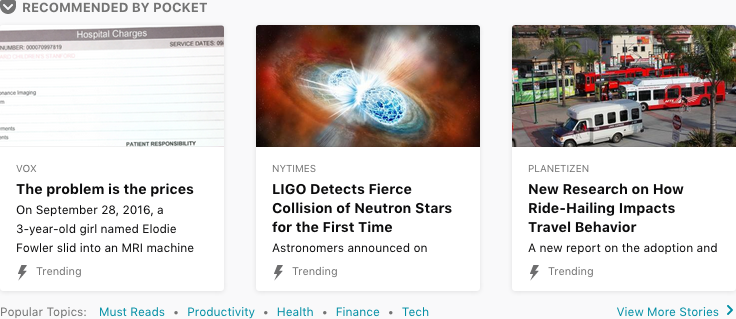 RECOMMENDED BY POCKET
Hospital Charges
NUMBER: 000070997919
SERVICE DATES: 09
nance Imaging
ments
PATIENT RESPONSIBILITY
VOX
The problem is the prices
On September 28, 2016, a
3-year-old girl named Elodie
Fowler slid into an MRI machine
Trending
NYTIMES
LIGO Detects Fierce
Collision of Neutron Stars
for the First Time
Astronomers announced on
Trending
PLANETIZEN
New Research on How
Ride-Hailing Impacts
Travel Behavior
A new report on the adoption and
Trending
Popular Topics: Must Reads • Productivity • Health • Finance • Tech
View More Stories >